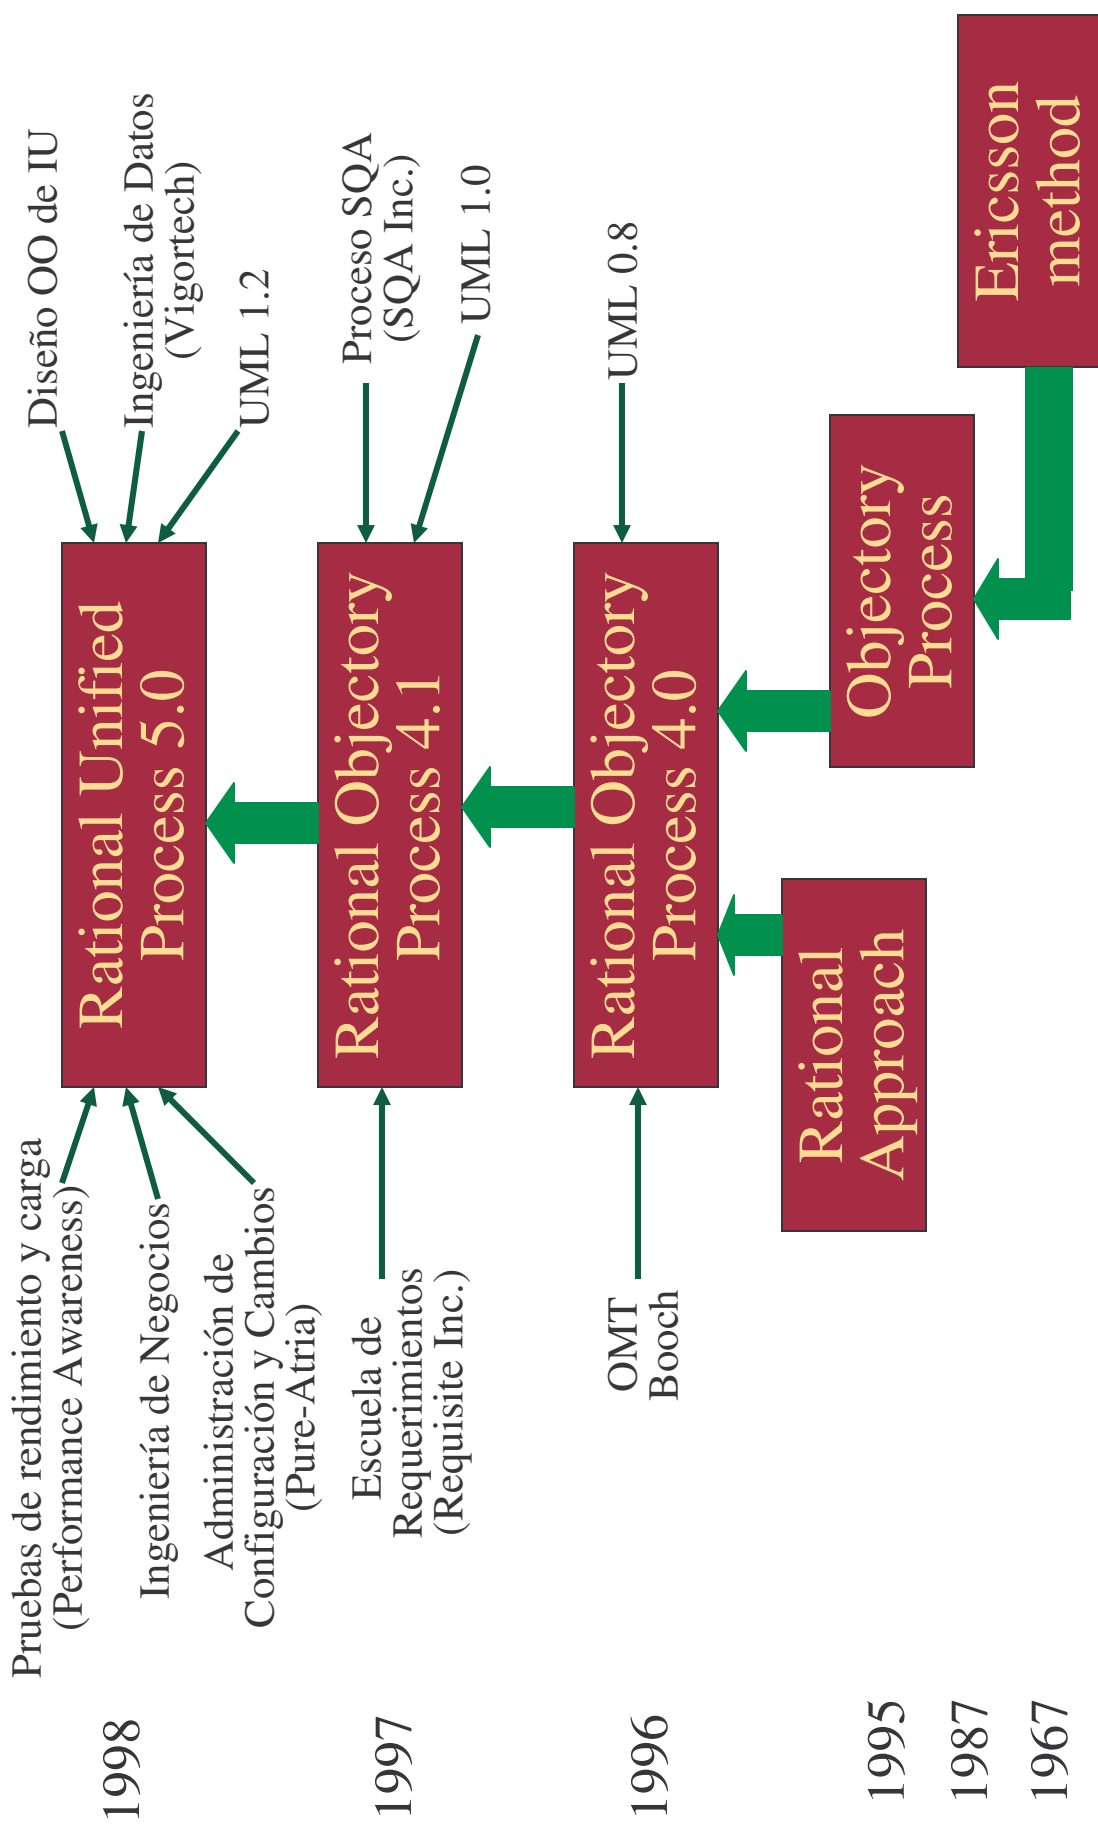 1998
Pruebas de rendimiento y carga
(Performance Awareness)
Ingeniería de Negocios
Administración de
Configuración y Cambios
(Pure-Atria)
Rational Unified
Process 5.0
Diseño OO de IU
Ingeniería de Datos
(Vigortech)
UML 1.2
1997
Escuela de
Requerimientos
(Requisite Inc.)
Rational Objectory
Process 4.1
Proceso SQA
(SQA Inc.)
UML 1.0
1996
OMT
Booch
Rational Objectory
Process 4.0
UML 0.8
1995
Rational
Approach
Objectory
Process
1987
1967
Ericsson
method